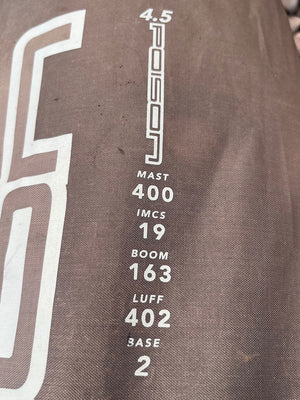 4.5
POISON
MAST
400
IMCS
19
BOOM
163
LUFF
402
BASE
2